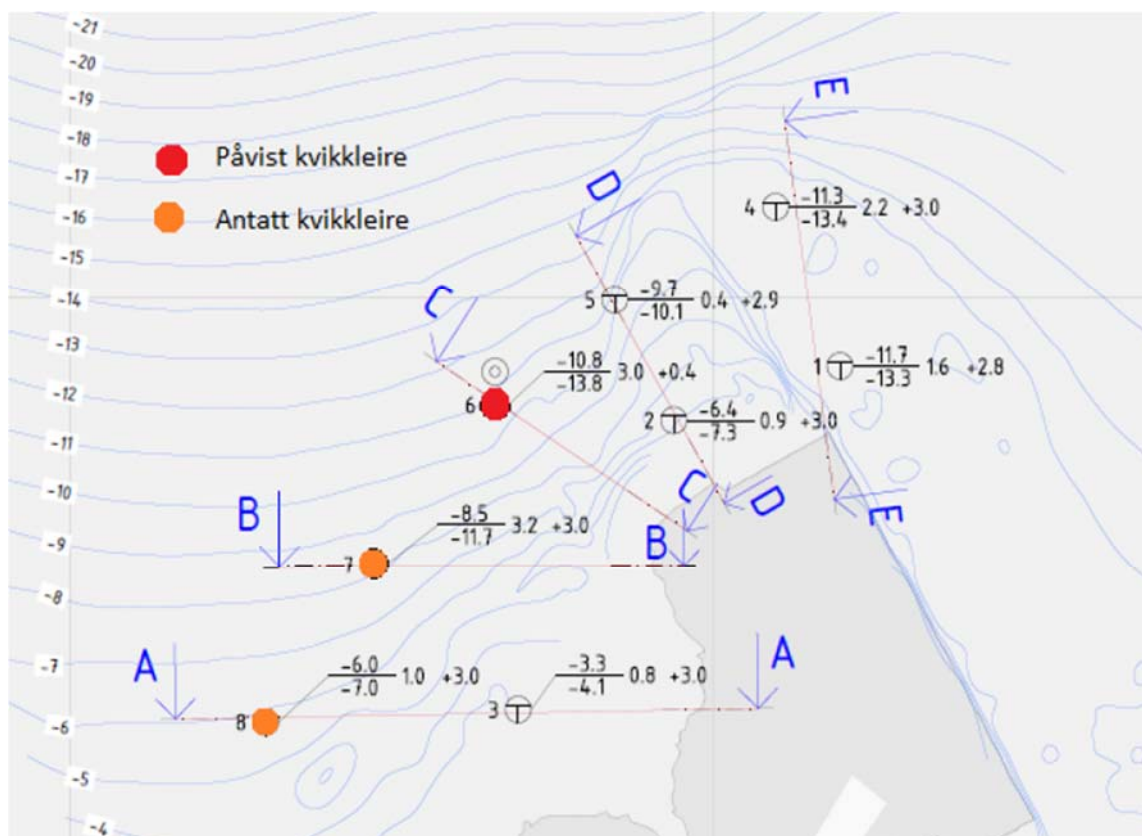 -21
-20
-19
-18
-17
-16
-15
-14
-13
-12
-11
-10
-9
-8
-7
-6
-5
-4
Påvist kvikkleire
Antatt kvikkleire
E
D
4 -11.3 2.2 +3.0
-13.4
5 -9.7 0.4 +2.9
-10.1
C
1 -11.7 1.6 +2.8
-13.3
6 -10.8 3.0 +0.4
-13.8
2 -6.4 0.9 +3.0
-7.3
C
D
E
B
7 -8.5 3.2 +3.0
-11.7
B
A
8 -6.0 1.0 +3.0
-7.0
3 -3.3 0.8 +3.0
-4.1
A